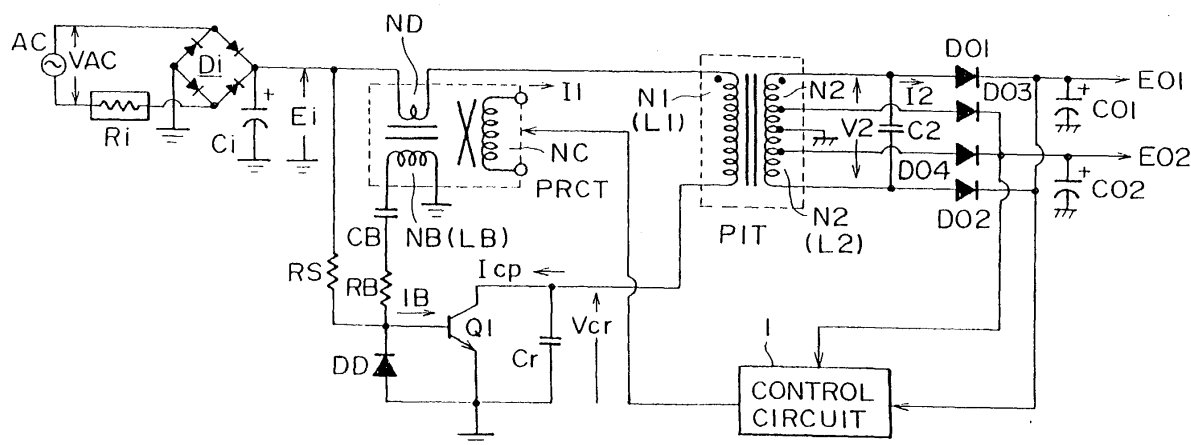 AC
VAC
Ri
Di
Ci
Ei
ND
I1
NC
PRCT
NB(LB)
CB
RS
RB
IB
Q1
DD
Icp
Cr
Vcr
N1
(L1)
PIT
N2
N2
(L2)
V2
I2
C2
DO1
DO3
DO4
DO2
CO1
EO1
EO2
CO2
+
+
+
1
CONTROL
CIRCUIT